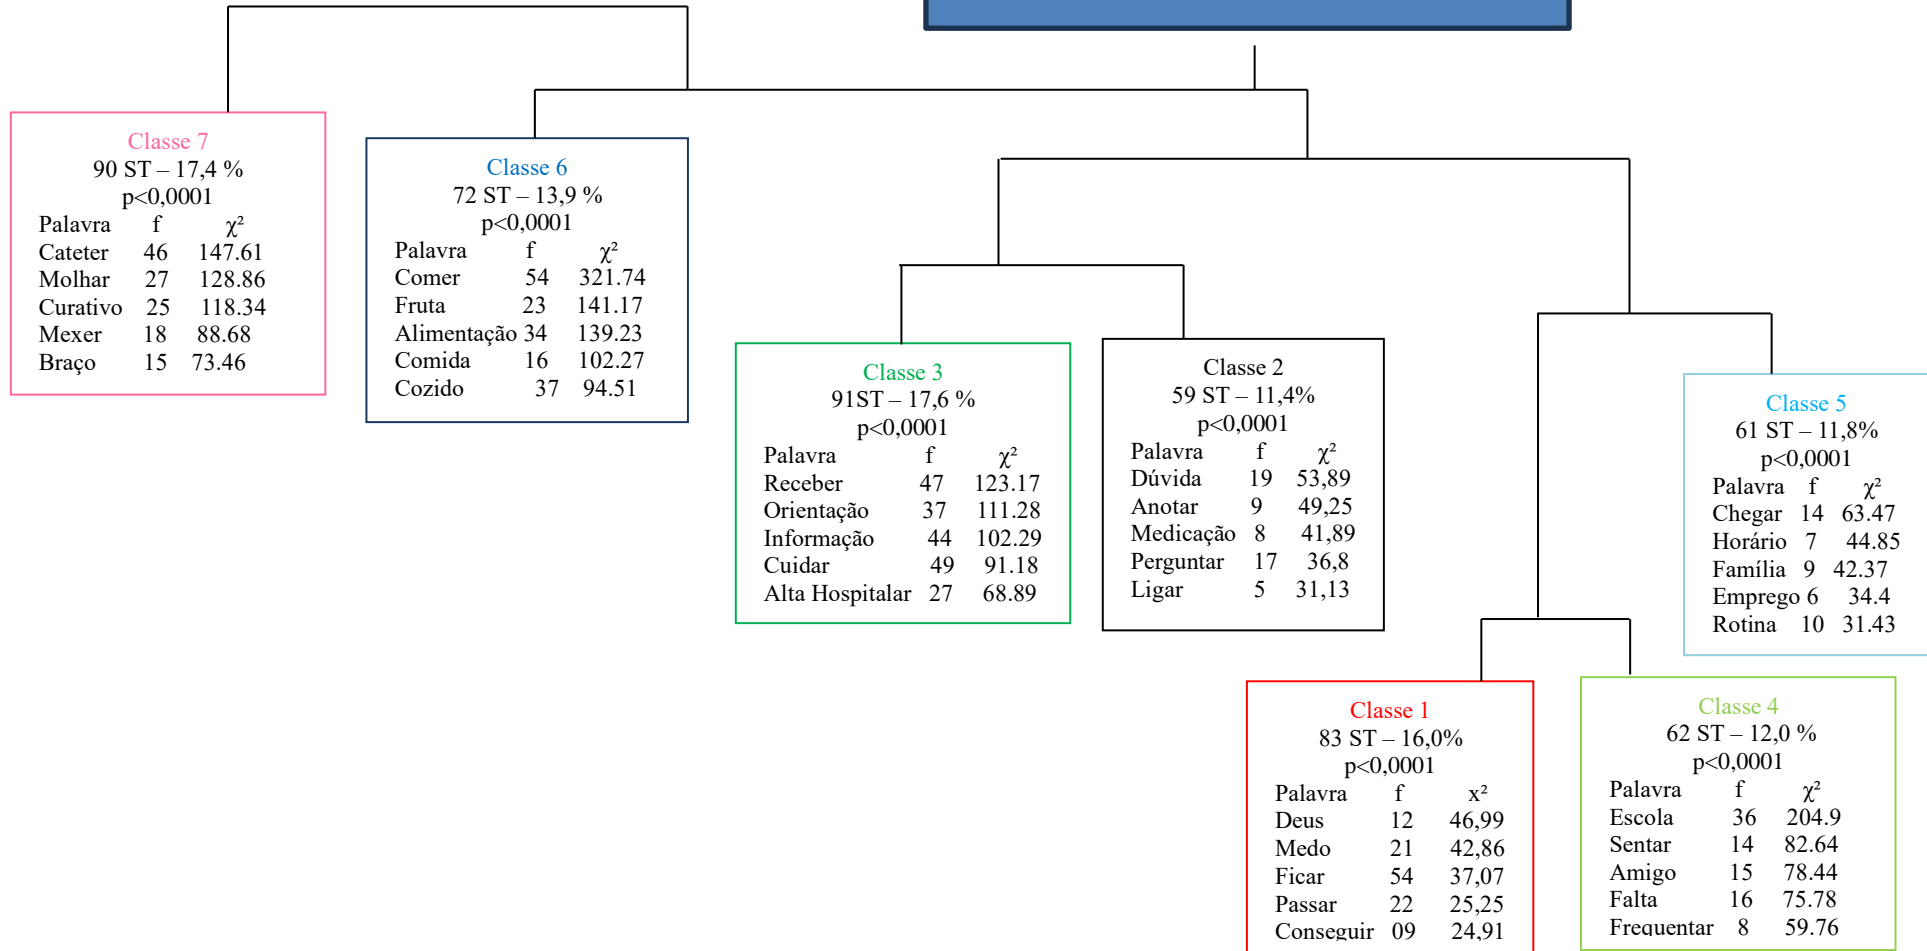 Classe 7
90 ST – 17,4 %
p<0,0001
Palavra f χ²
Cateter 46 147.61
Molhar 27 128.86
Curativo 25 118.34
Mexer 18 88.68
Braço 15 73.46
Classe 6
72 ST – 13,9 %
p<0,0001
Palavra f χ²
Comer 54 321.74
Fruta 23 141.17
Alimentação 34 139.23
Comida 16 102.27
Cozido 37 94.51
Classe 3
91ST – 17,6 %
p<0,0001
Palavra f χ²
Receber 47 123.17
Orientação 37 111.28
Informação 44 102.29
Cuidar 49 91.18
Alta Hospitalar 27 68.89
Classe 2
59 ST – 11,4%
p<0,0001
Palavra f χ²
Dúvida 19 53,89
Anotar 9 49,25
Medicação 8 41,89
Perguntar 17 36,8
Ligar 5 31,13
Classe 5
61 ST – 11,8%
p<0,0001
Palavra f χ²
Chegar 14 63.47
Horário 7 44.85
Família 9 42.37
Emprego 6 34.4
Rotina 10 31.43
Classe 1
83 ST – 16,0%
p<0,0001
Palavra f x²
Deus 12 46,99
Medo 21 42,86
Ficar 54 37,07
Passar 22 25,25
Conseguir 09 24,91
Classe 4
62 ST – 12,0 %
p<0,0001
Palavra f χ²
Escola 36 204.9
Sentar 14 82.64
Amigo 15 78.44
Falta 16 75.78
Frequentar 8 59.76